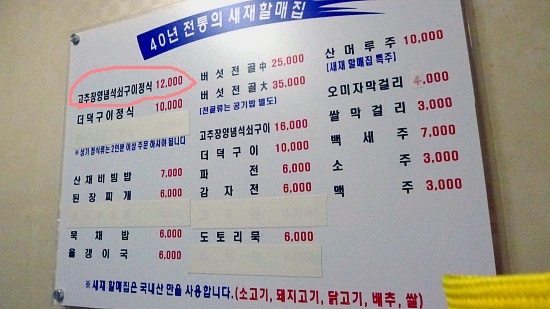 40년 전통의 새재할매집
고추장양념석쇠구이정식 12,000
더덕구이정식 10,000
※상기 정식류는 2인분 이상 주문 하셔야 됩니다
산채비빔밥 7,000
된장찌개 6,000
묵채밥 6,000
올갱이국 6,000
버섯전골 中 25,000
버섯전골 大 35,000
(전골류는 공기밥 별도)
고추장양념석쇠구이 16,000
더덕구이 10,000
파전 6,000
감자전 6,000
도토리묵 6,000
산머루주 10,000
(새재 할매집 특주)
오미자막걸리 4,000
쌀막걸리 3,000
백세주 7,000
소주 3,000
맥주 3,000
※새재 할매집은 국내산 만을 사용합니다.(소고기, 돼지고기, 닭고기, 배추, 쌀)